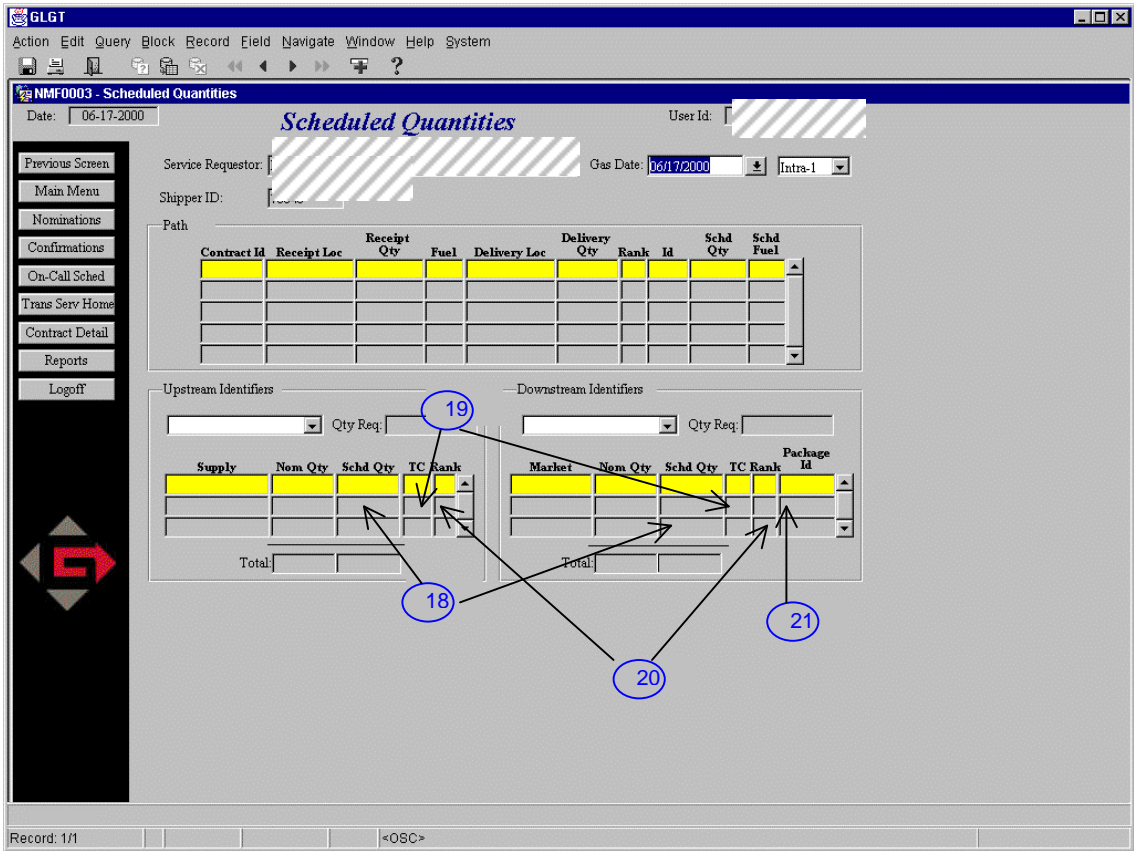 GLGT
Action Edit Query Block Record Field Navigate Window Help System
?
NMF0003 - Scheduled Quantities
Date: 06-17-2000
Scheduled Quantities
User Id:
Previous Screen
Main Menu
Nominations
Confirmations
On-Call Sched
Trans Serv Home
Contract Detail
Reports
Logoff
Service Requestor:
Gas Date: 06/17/2000 Intra-1
Shipper ID:
Path
Contract Id Receipt Loc Receipt Qty Fuel Delivery Loc Delivery Qty Rank Id Schd Qty Schd Fuel
Upstream Identifiers
Qty Req:
Supply Nom Qty Schd Qty TC Rank
Total:
Downstream Identifiers
Qty Req:
Market Nom Qty Schd Qty TC Rank Package Id
Total:
19
18
20
21
Record: 1/1
<OSC>